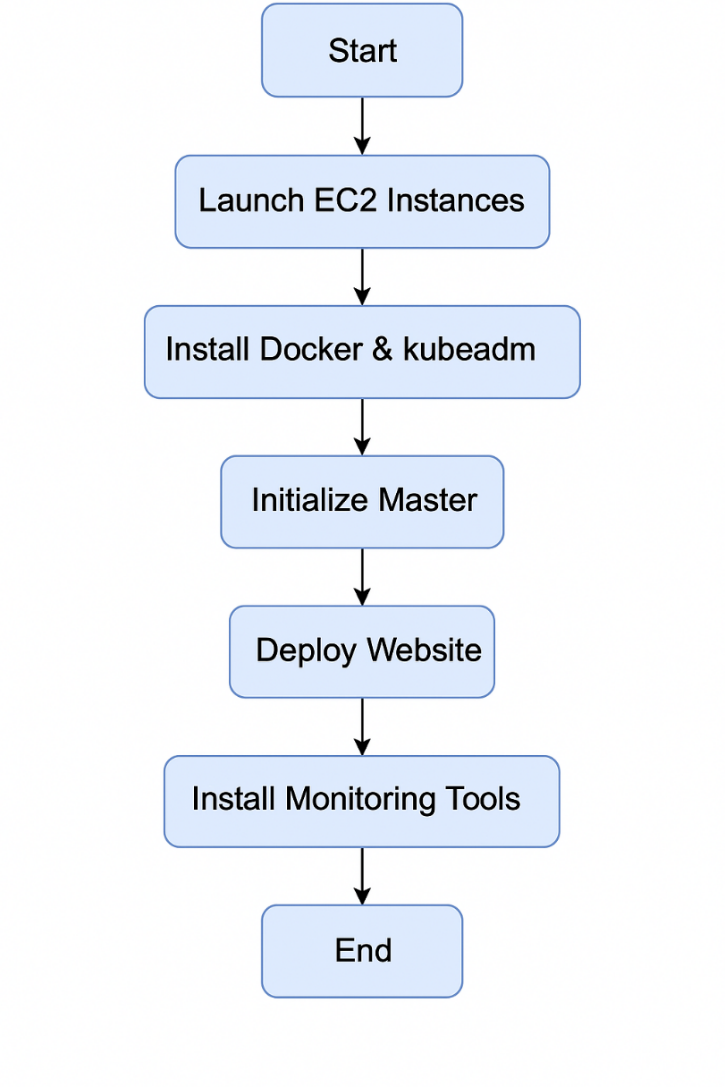 Start
Launch EC2 Instances
Install Docker & kubeadm
Initialize Master
Deploy Website
Install Monitoring Tools
End